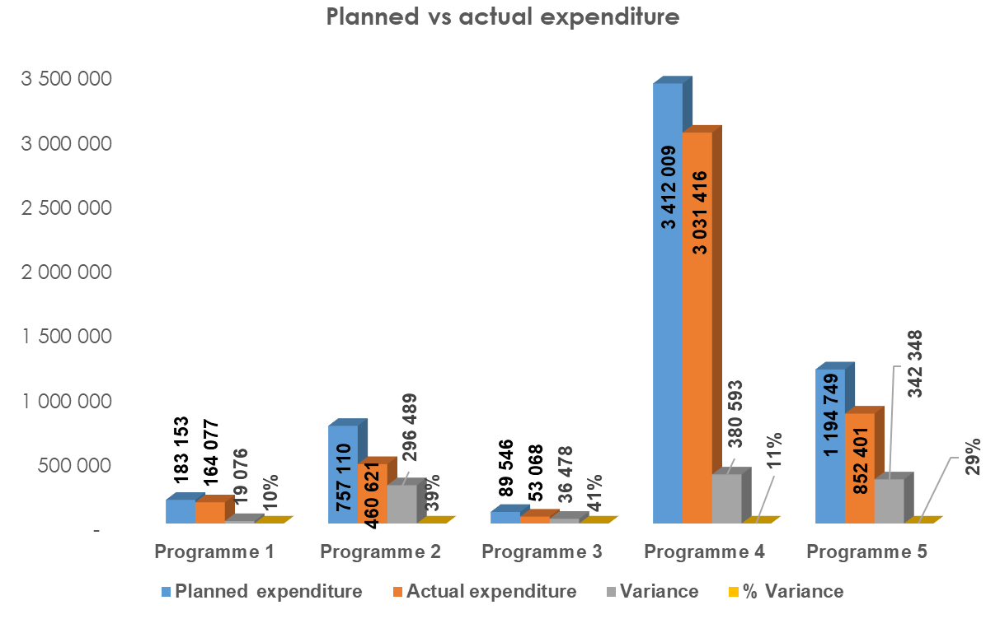 Planned vs actual expenditure
3 500 000
3 000 000
2 500 000
2 000 000
1 500 000
1 000 000
500 000
-
183 153
164 077
19 076
10%
757 110
460 621
296 489
39%
89 546
53 068
36 478
41%
3 412 009
3 031 416
380 593
11%
1 194 749
852 401
342 348
29%
Programme 1
Programme 2
Programme 3
Programme 4
Programme 5
Planned expenditure
Actual expenditure
Variance
% Variance